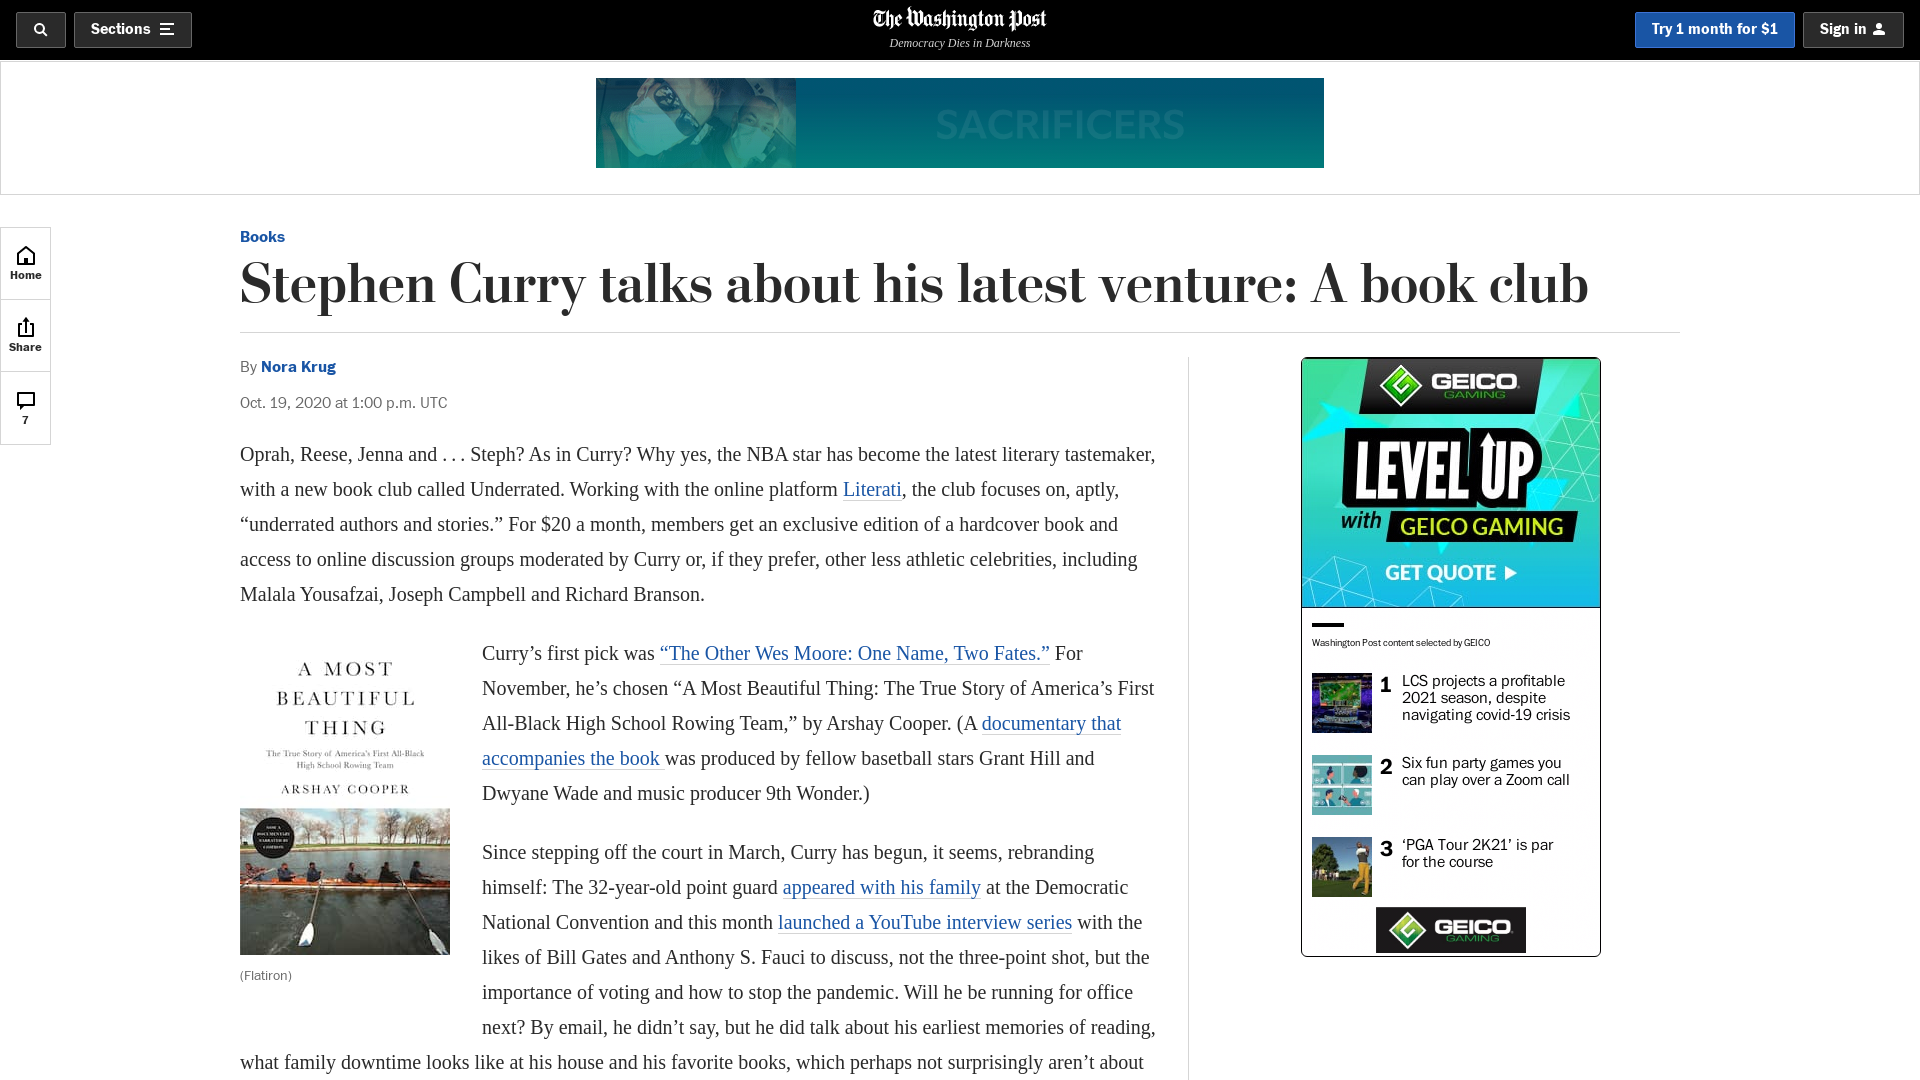 Sections
The Washington Post
Democracy Dies in Darkness
Try 1 month for $1
Sign in
SACRIFICERS
Home
Share
7
Books
Stephen Curry talks about his latest venture: A book club
By Nora Krug
Oct. 19, 2020 at 1:00 p.m. UTC
Oprah, Reese, Jenna and . . . Steph? As in Curry? Why yes, the NBA star has become the latest literary tastemaker,
with a new book club called Underrated. Working with the online platform Literati, the club focuses on, aptly,
“underrated authors and stories.” For $20 a month, members get an exclusive edition of a hardcover book and
access to online discussion groups moderated by Curry or, if they prefer, other less athletic celebrities, including
Malala Yousafzai, Joseph Campbell and Richard Branson.
A MOST
BEAUTIFUL
THING
The True Story of America's First All-Black
High School Rowing Team
ARSHAY COOPER
(Flatiron)
Curry’s first pick was “The Other Wes Moore: One Name, Two Fates.” For
November, he’s chosen “A Most Beautiful Thing: The True Story of America’s First
All-Black High School Rowing Team,” by Arshay Cooper. (A documentary that
accompanies the book was produced by fellow basetball stars Grant Hill and
Dwyane Wade and music producer 9th Wonder.)
Since stepping off the court in March, Curry has begun, it seems, rebranding
himself: The 32-year-old point guard appeared with his family at the Democratic
National Convention and this month launched a YouTube interview series with the
likes of Bill Gates and Anthony S. Fauci to discuss, not the three-point shot, but the
importance of voting and how to stop the pandemic. Will he be running for office
next? By email, he didn’t say, but he did talk about his earliest memories of reading,
what family downtime looks like at his house and his favorite books, which perhaps not surprisingly aren’t about
GEICO
GAMING
LEVEL UP
with GEICO GAMING
GET QUOTE
Washington Post content selected by GEICO
1 LCS projects a profitable
2021 season, despite
navigating covid-19 crisis
2 Six fun party games you
can play over a Zoom call
3 ‘PGA Tour 2K21’ is par
for the course
GEICO
GAMING